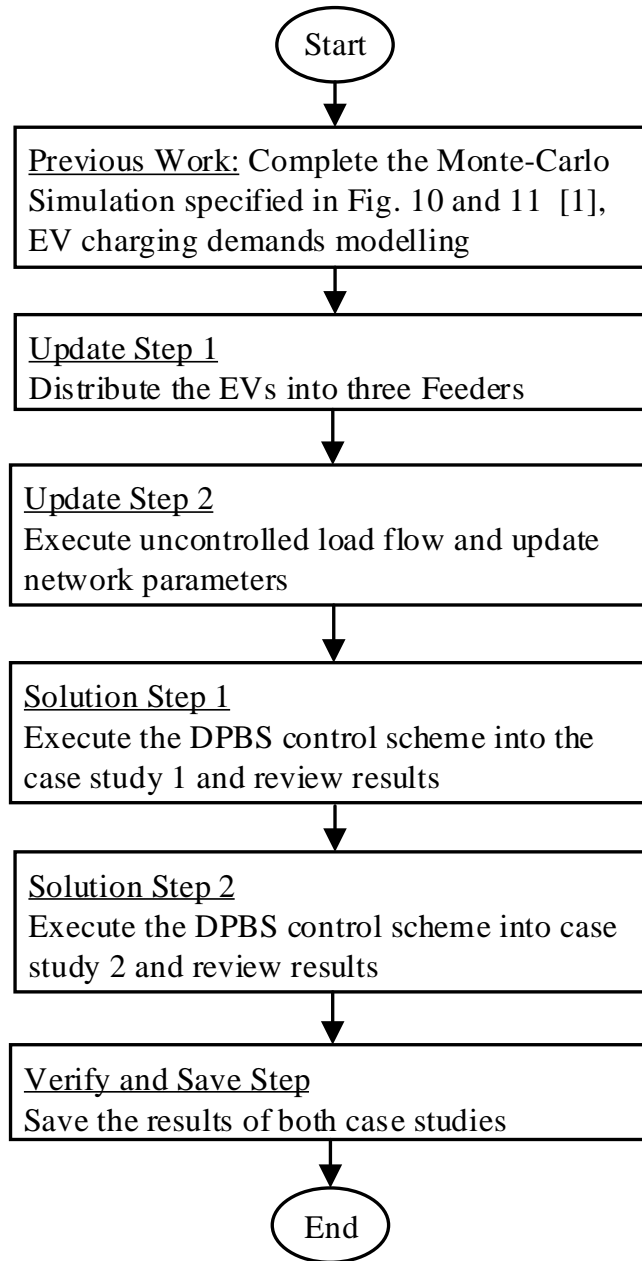 Start
Previous Work: Complete the Monte-Carlo
Simulation specified in Fig. 10 and 11 [1],
EV charging demands modelling
Update Step 1
Distribute the EVs into three Feeders
Update Step 2
Execute uncontrolled load flow and update
network parameters
Solution Step 1
Execute the DPBS control scheme into the
case study 1 and review results
Solution Step 2
Execute the DPBS control scheme into case
study 2 and review results
Verify and Save Step
Save the results of both case studies
End